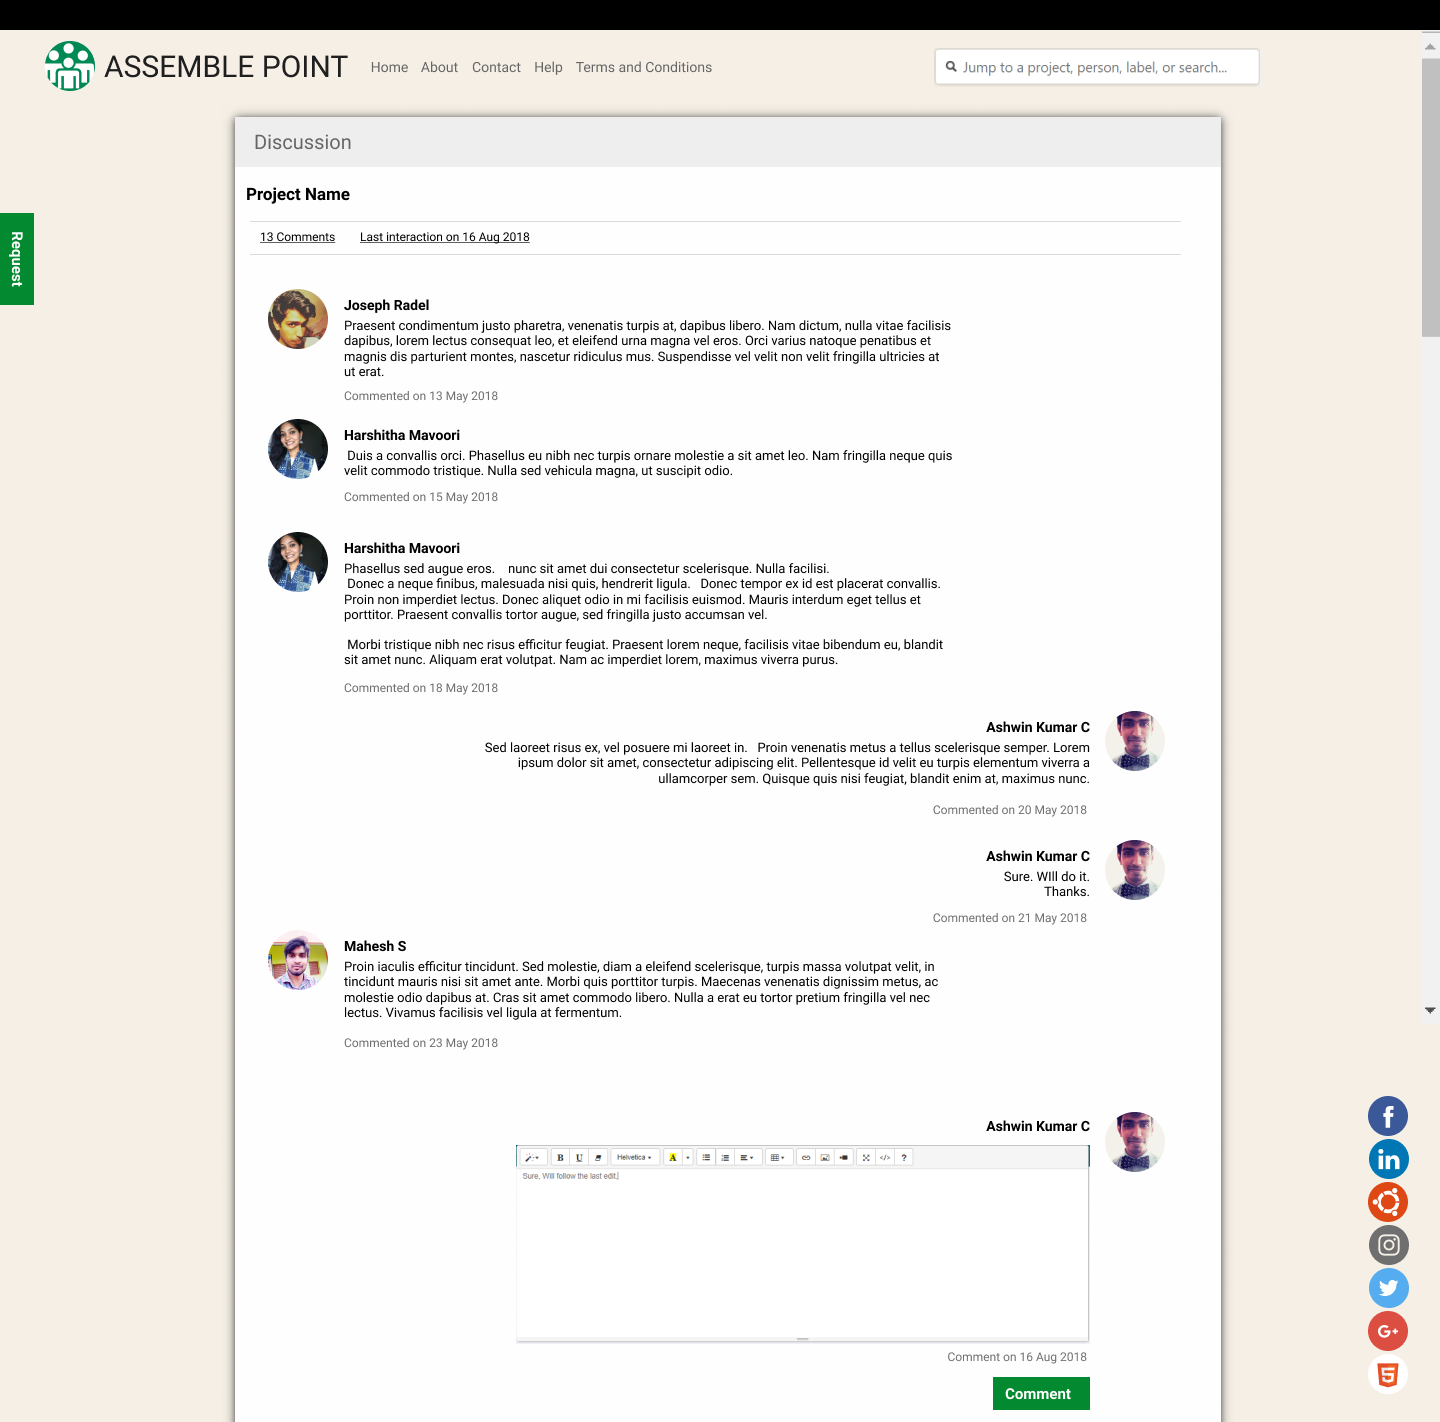 ASSEMBLE POINT Home About Contact Help Terms and Conditions Jump to a project, person, label, or search...
Discussion
Project Name
13 Comments Last interaction on 16 Aug 2018
Request
Joseph Radel
Praesent condimentum justo pharetra, venenatis turpis at, dapibus libero. Nam dictum, nulla vitae facilisis
dapibus, lorem lectus consequat leo, et eleifend urna magna vel eros. Orci varius natoque penatibus et
magnis dis parturient montes, nascetur ridiculus mus. Suspendisse vel velit non velit fringilla ultricies at
ut erat.
Commented on 13 May 2018
Harshitha Mavoori
Duis a convallis orci. Phasellus eu nibh nec turpis ornare molestie a sit amet leo. Nam fringilla neque quis
velit commodo tristique. Nulla sed vehicula magna, ut suscipit odio.
Commented on 15 May 2018
Harshitha Mavoori
Phasellus sed augue eros. nunc sit amet dui consectetur scelerisque. Nulla facilisi.
Donec a neque finibus, malesuada nisi quis, hendrerit ligula. Donec tempor ex id est placerat convallis.
Proin non imperdiet lectus. Donec aliquet odio in mi facilisis euismod. Mauris interdum eget tellus et
porttitor. Praesent convallis tortor augue, sed fringilla justo accumsan vel.
Morbi tristique nibh nec risus efficitur feugiat. Praesent lorem neque, facilisis vitae bibendum eu, blandit
sit amet nunc. Aliquam erat volutpat. Nam ac imperdiet lorem, maximus viverra purus.
Commented on 18 May 2018
Ashwin Kumar C
Sed laoreet risus ex, vel posuere mi laoreet in. Proin venenatis metus a tellus scelerisque semper. Lorem
ipsum dolor sit amet, consectetur adipiscing elit. Pellentesque id velit eu turpis elementum viverra a
ullamcorper sem. Quisque quis nisi feugiat, blandit enim at, maximus nunc.
Commented on 20 May 2018
Ashwin Kumar C
Sure. WIll do it.
Thanks.
Commented on 21 May 2018
Mahesh S
Proin iaculis efficitur tincidunt. Sed molestie, diam a eleifend scelerisque, turpis massa volutpat velit, in
tincidunt mauris nisi sit amet ante. Morbi quis porttitor turpis. Maecenas venenatis dignissim metus, ac
molestie odio dapibus at. Cras sit amet commodo libero. Nulla a erat eu tortor pretium fringilla vel nec
lectus. Vivamus facilisis vel ligula at fermentum.
Commented on 23 May 2018
Ashwin Kumar C
B U Helvetica A </> ?
Sure, Will follow the last edit.
Comment on 16 Aug 2018
Comment
f
in
G+
5